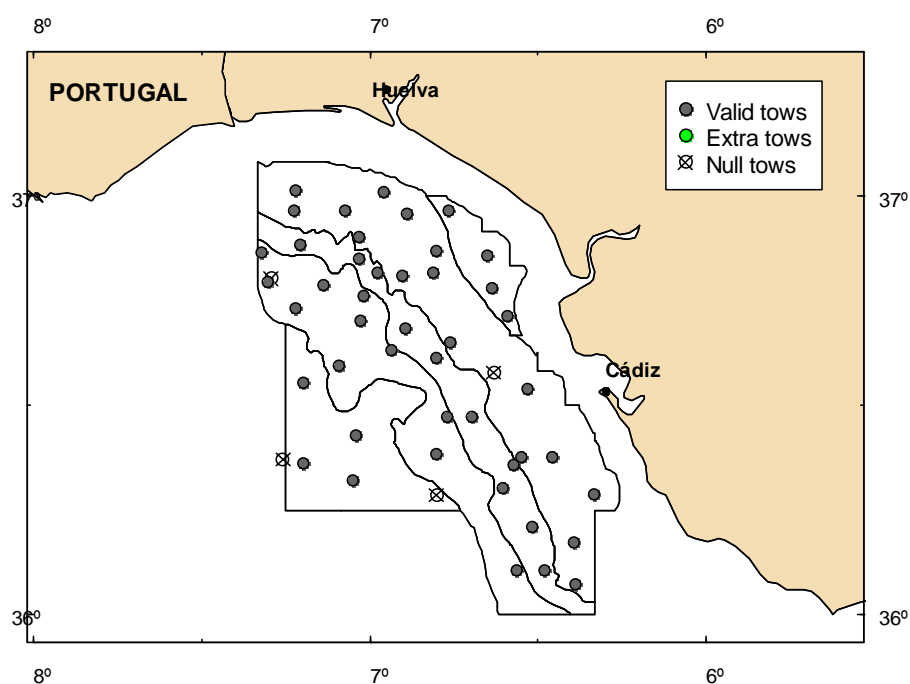 8º 7º 6º
PORTUGAL
Huelva
Valid tows
Extra tows
Null tows
37º 37º
Cádiz
36º 36º
8º 7º 6º